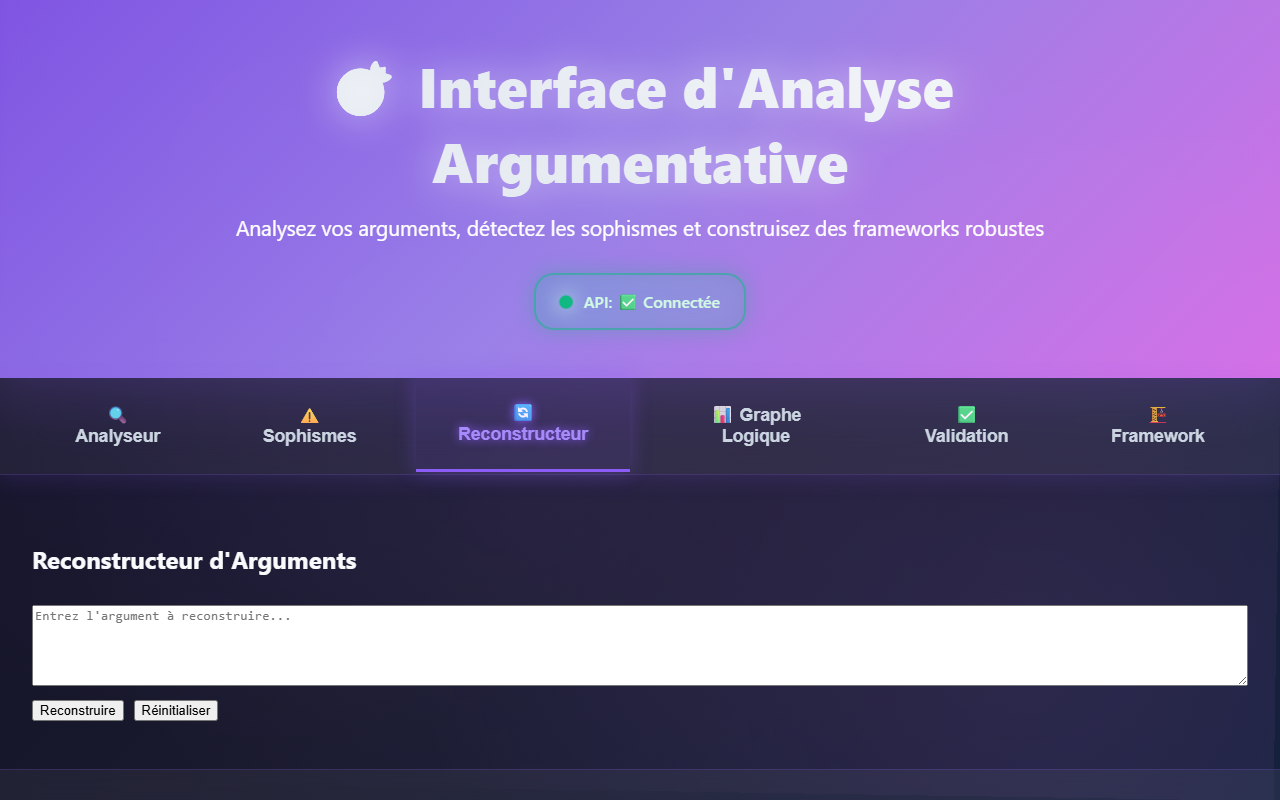 Interface d'Analyse
Argumentative
Analysez vos arguments, détectez les sophismes et construisez des frameworks robustes
API: ✅ Connectée
Analyseur
Sophismes
Reconstructeur
Graphe
Logique
Validation
Framework
Reconstructeur d'Arguments
Entrez l'argument à reconstruire...
Reconstruire
Réinitialiser